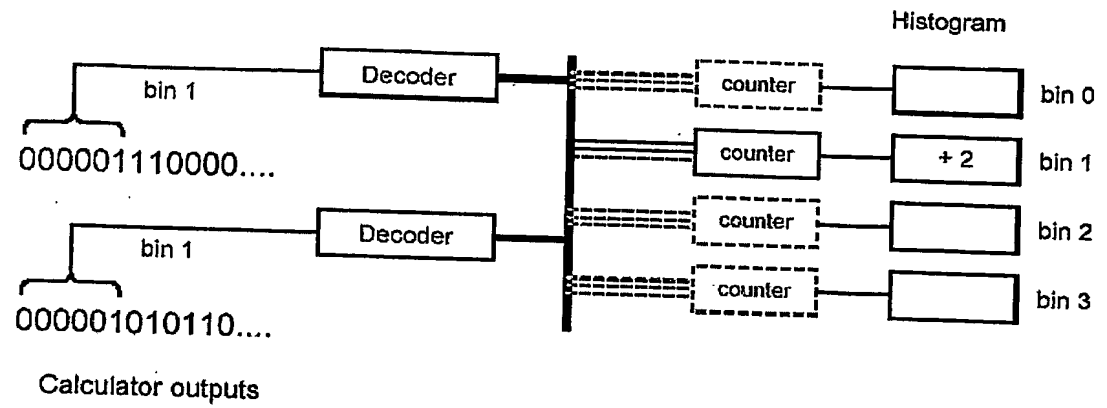 Histogram
bin 1
Decoder
counter
bin 0
000001110000....
counter
+ 2
bin 1
bin 1
Decoder
counter
bin 2
000001010110....
counter
bin 3
Calculator outputs